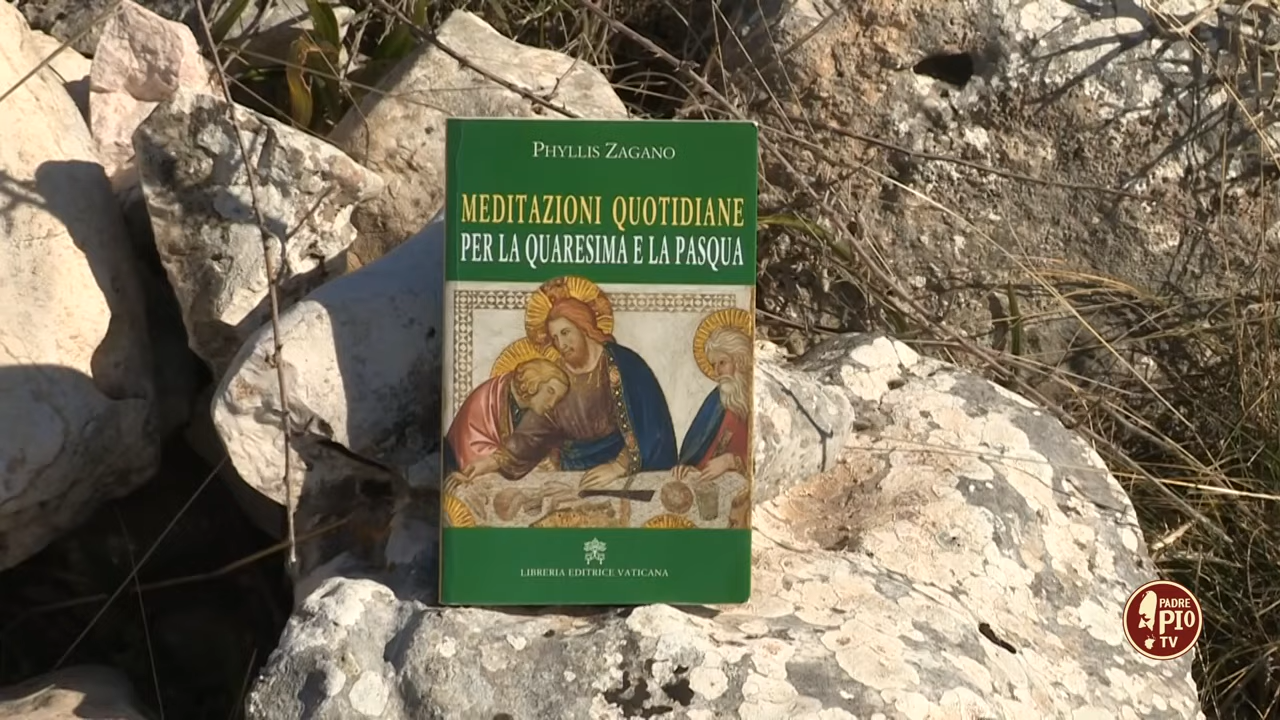 PHYLLIS ZAGANO
MEDITAZIONI QUOTIDIANE
PER LA QUARESIMA E LA PASQUA
LIBRERIA EDITRICE VATICANA
PADRE
PIO
TV